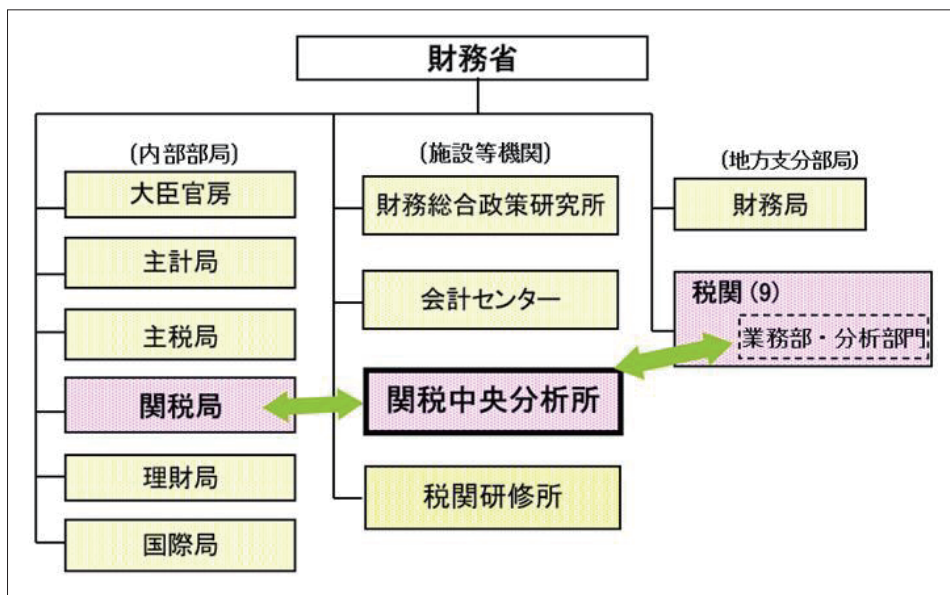 財務省
(内部部局)
大臣官房
主計局
主税局
関税局
理財局
国際局
(施設等機関)
財務総合政策研究所
会計センター
関税中央分析所
税関研修所
(地方支分部局)
財務局
税関(9)
業務部・分析部門